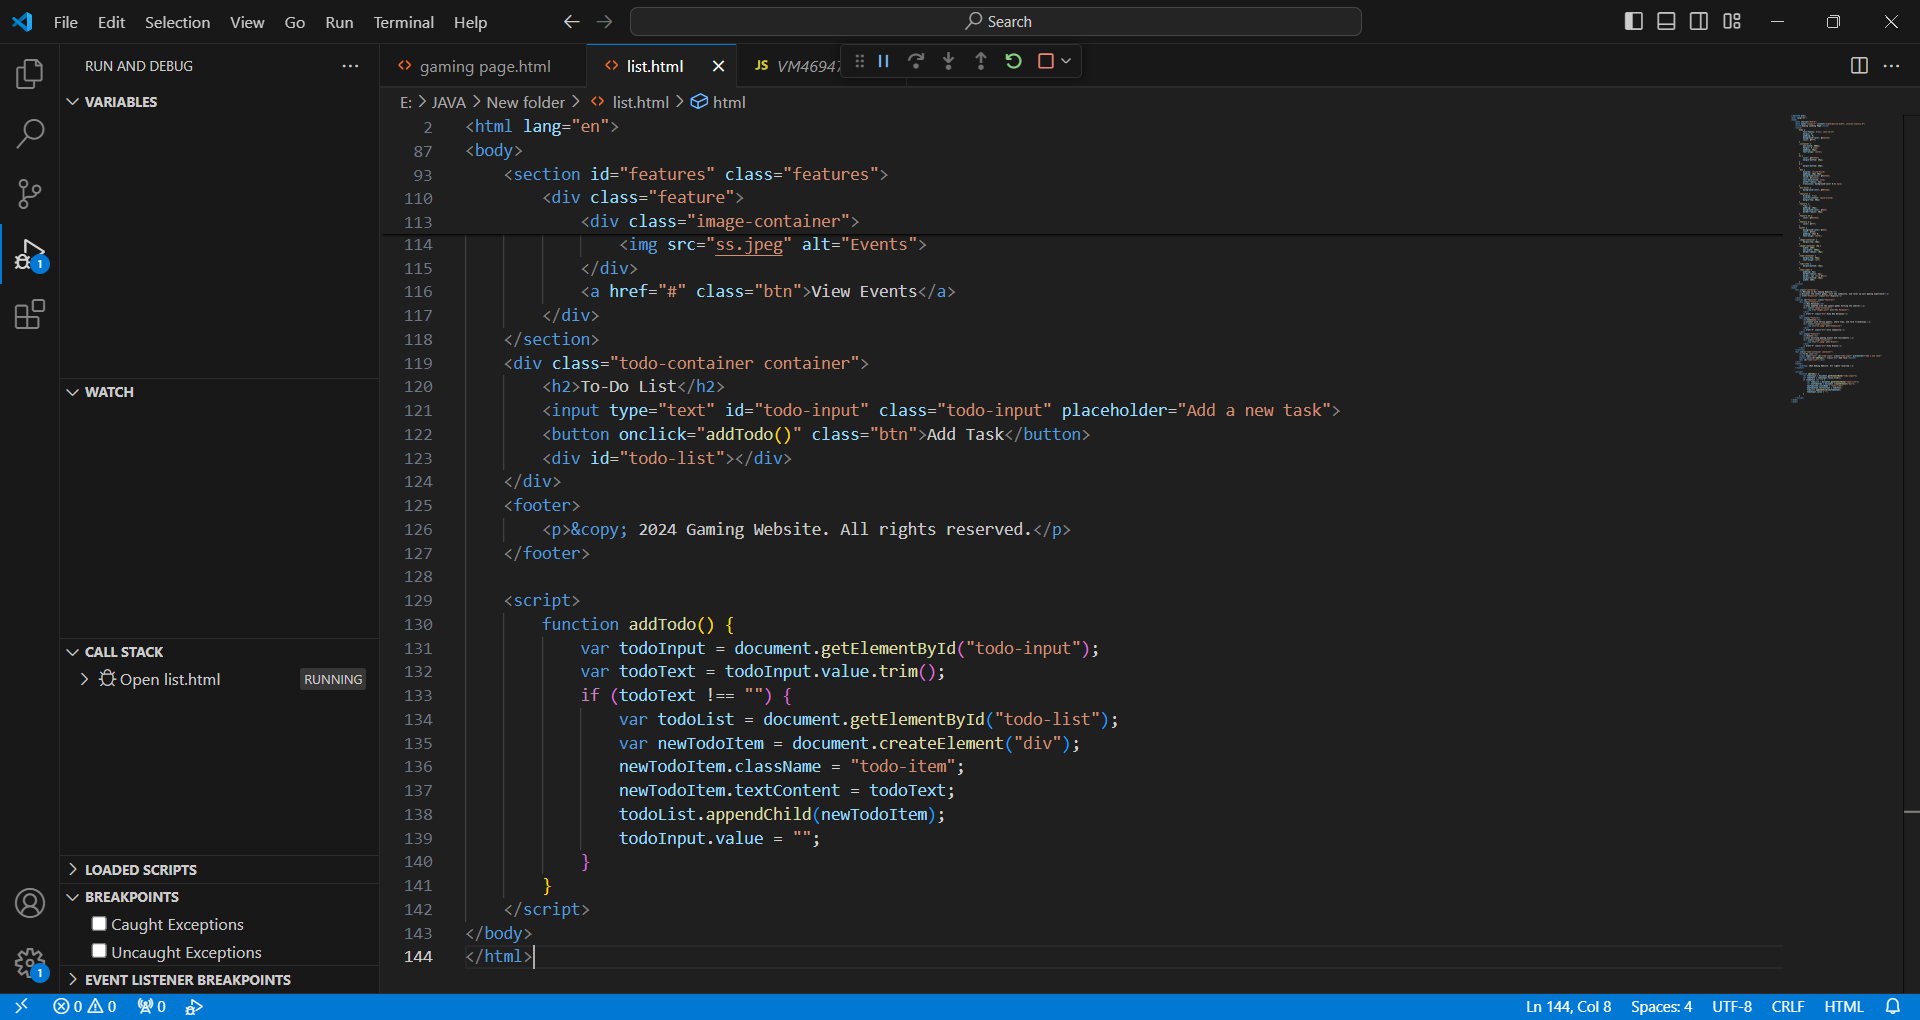 File Edit Selection View Go Run Terminal Help
Search
RUN AND DEBUG
gaming page.html
list.html
JS VM46947
VARIABLES
E: > JAVA > New folder > list.html > html
2 <html lang="en">
87 <body>
93 <section id="features" class="features">
110 <div class="feature">
113 <div class="image-container">
114 <img src="ss.jpeg" alt="Events">
115 </div>
116 <a href="#" class="btn">View Events</a>
117 </div>
118 </section>
119 <div class="todo-container container">
120 <h2>To-Do List</h2>
121 <input type="text" id="todo-input" class="todo-input" placeholder="Add a new task">
122 <button onclick="addTodo()" class="btn">Add Task</button>
123 <div id="todo-list"></div>
124 </div>
125 <footer>
126 <p>&copy; 2024 Gaming Website. All rights reserved.</p>
127 </footer>
128
129 <script>
130 function addTodo() {
131 var todoInput = document.getElementById("todo-input");
132 var todoText = todoInput.value.trim();
133 if (todoText !== "") {
134 var todoList = document.getElementById("todo-list");
135 var newTodoItem = document.createElement("div");
136 newTodoItem.className = "todo-item";
137 newTodoItem.textContent = todoText;
138 todoList.appendChild(newTodoItem);
139 todoInput.value = "";
140 }
141 }
142 </script>
143 </body>
144 </html>
WATCH
CALL STACK
Open list.html RUNNING
LOADED SCRIPTS
BREAKPOINTS
Caught Exceptions
Uncaught Exceptions
EVENT LISTENER BREAKPOINTS
1
1
0 0 0
Ln 144, Col 8 Spaces: 4 UTF-8 CRLF HTML